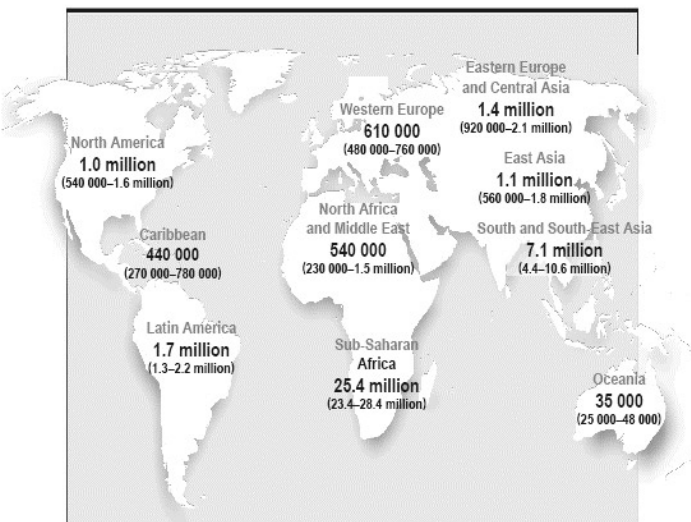 Eastern Europe
and Central Asia
1.4 million
(920 000–2.1 million)
Western Europe
610 000
(480 000–760 000)
North America
1.0 million
(540 000–1.6 million)
East Asia
1.1 million
(560 000–1.8 million)
North Africa
and Middle East
540 000
(230 000–1.5 million)
South and South-East Asia
7.1 million
(4.4–10.6 million)
Caribbean
440 000
(270 000–780 000)
Latin America
1.7 million
(1.3–2.2 million)
Sub-Saharan
Africa
25.4 million
(23.4–28.4 million)
Oceania
35 000
(25 000–48 000)